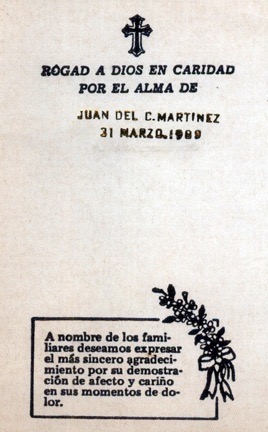 ROGAD A DIOS EN CARIDAD
POR EL ALMA DE
JUAN DEL C. MARTINEZ
31 MARZO.1989
A nombre de los fami-
liares deseamos expresar
el más sincero agradeci-
miento por su demostra-
ción de afecto y cariño
en sus momentos de do-
lor.